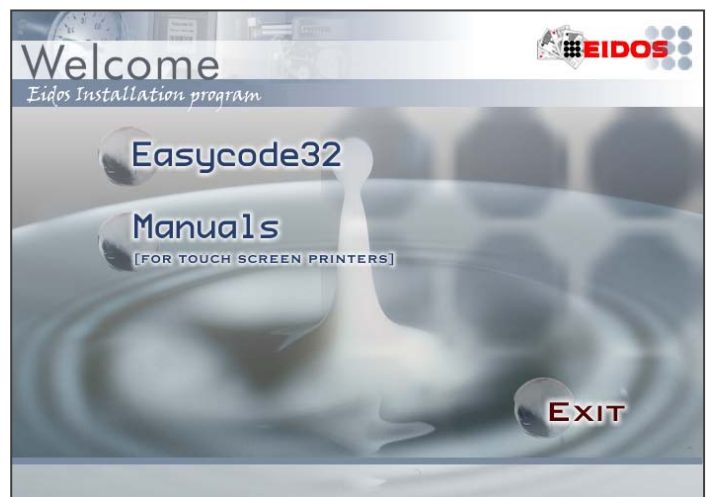 Welcome
EIDOS
Eidos Installation program
Easycode32
Manuals
[FOR TOUCH SCREEN PRINTERS]
EXIT